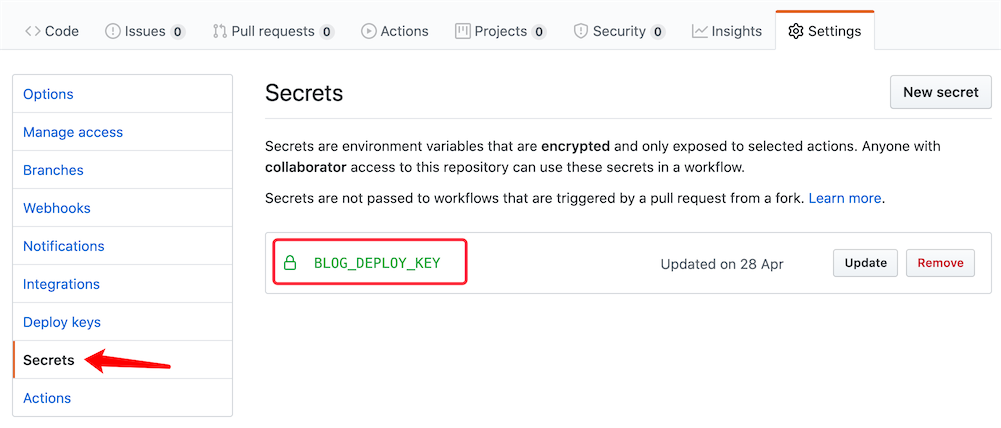 Code Issues 0 Pull requests 0 Actions Projects 0 Security 0 Insights Settings
Options
Manage access
Branches
Webhooks
Notifications
Integrations
Deploy keys
Secrets
Actions
Secrets
New secret
Secrets are environment variables that are encrypted and only exposed to selected actions. Anyone with
collaborator access to this repository can use these secrets in a workflow.
Secrets are not passed to workflows that are triggered by a pull request from a fork. Learn more.
BLOG_DEPLOY_KEY Updated on 28 Apr Update Remove